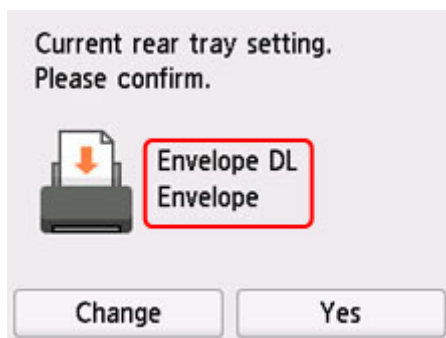 Current rear tray setting.
Please confirm.
Envelope DL
Envelope
Change
Yes